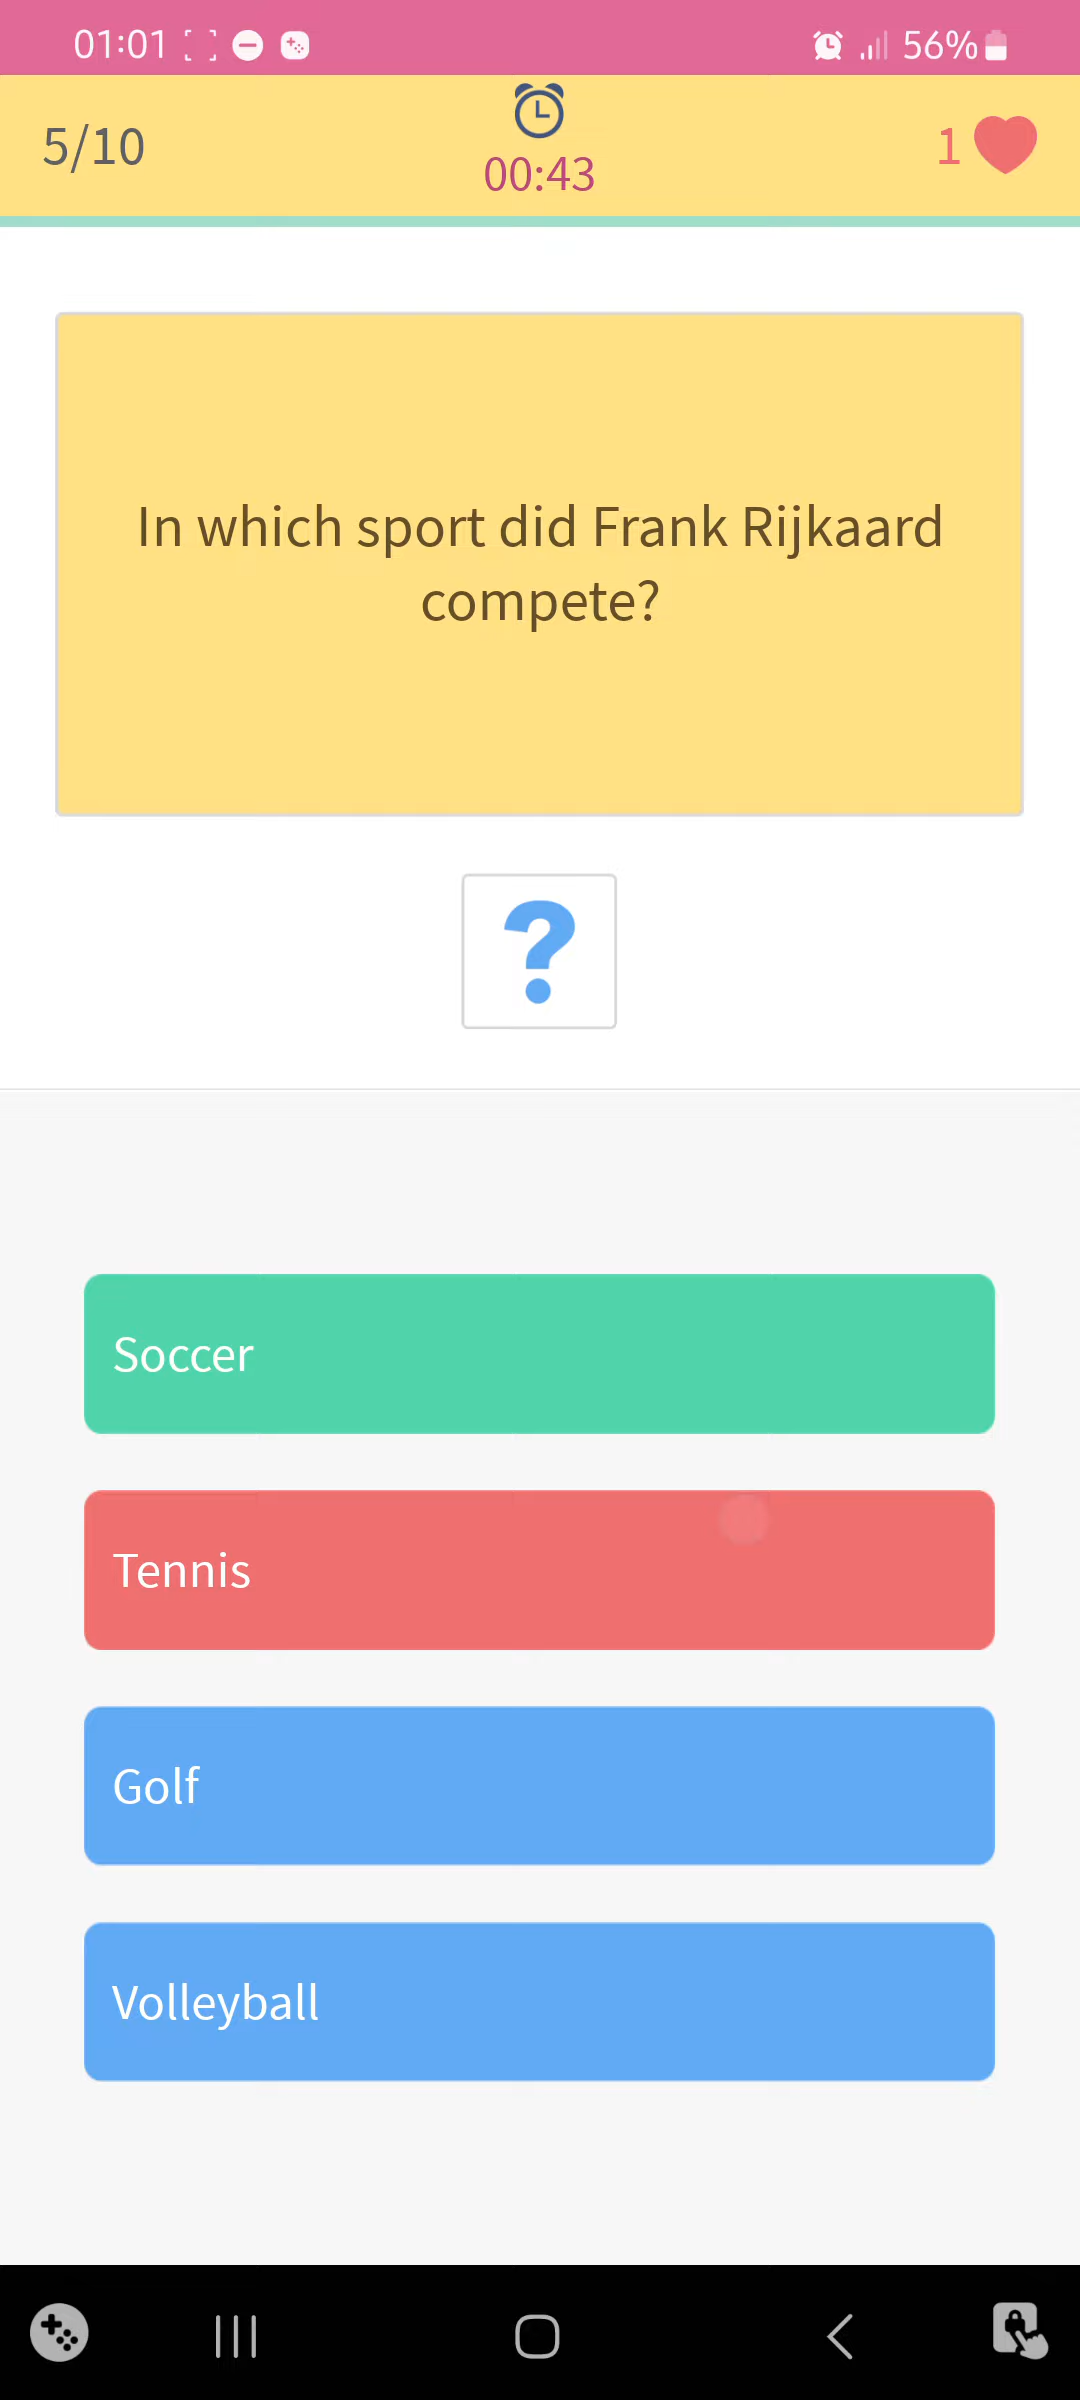 01:01
56%
5/10
00:43
1
In which sport did Frank Rijkaard
compete?
?
Soccer
Tennis
Golf
Volleyball